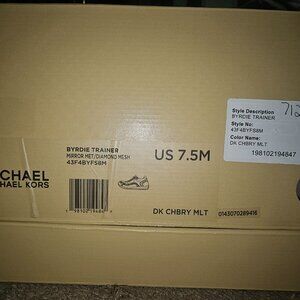 712
Style Description
BYRDIE TRAINER
Style No:
43F4BYFS8M
Color Name:
DK CHBRY MLT
198102194847
BYRDIE TRAINER
MIRROR MET/DIAMOND MESH
43F4BYFS8M
US 7.5M
CHAEL
HAEL KORS
DK CHBRY MLT
0143070289416